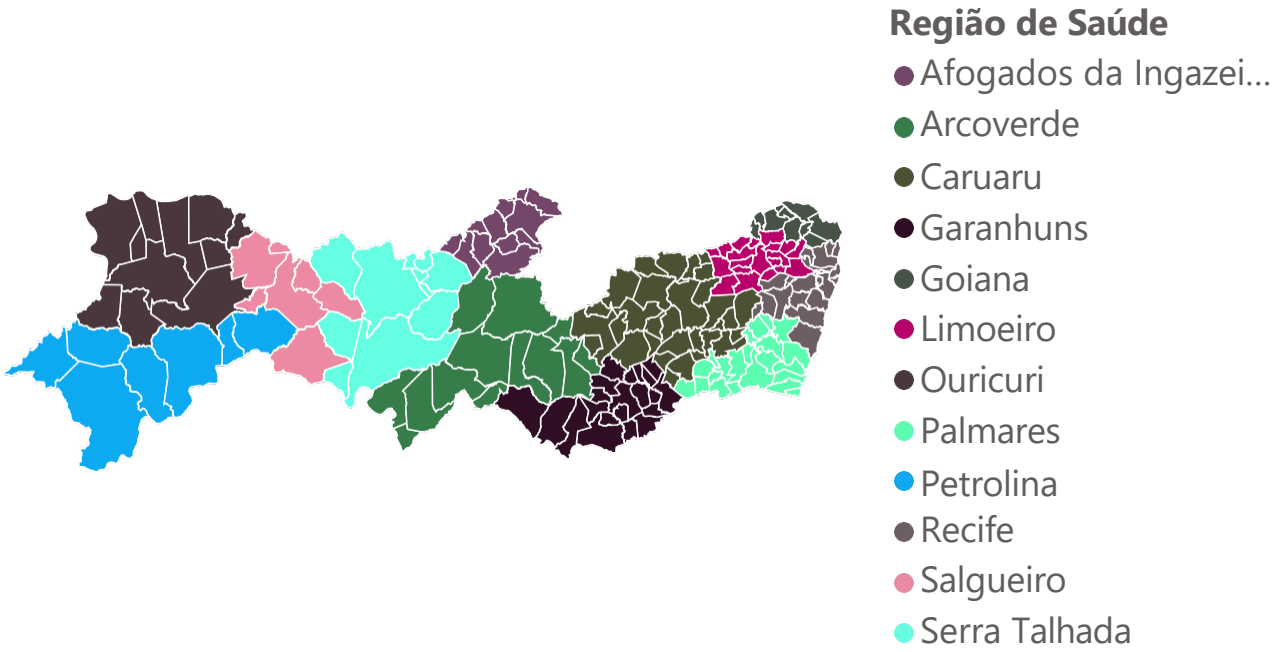 Região de Saúde
Afogados da Ingazei...
Arcoverde
Caruaru
Garanhuns
Goiana
Limoeiro
Ouricuri
Palmares
Petrolina
Recife
Salgueiro
Serra Talhada